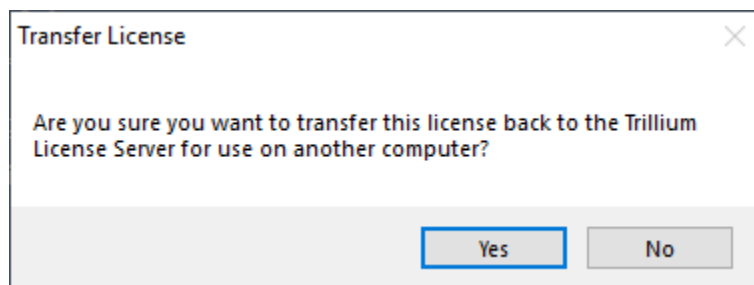 Transfer License
Are you sure you want to transfer this license back to the Trillium
License Server for use on another computer?
Yes
No